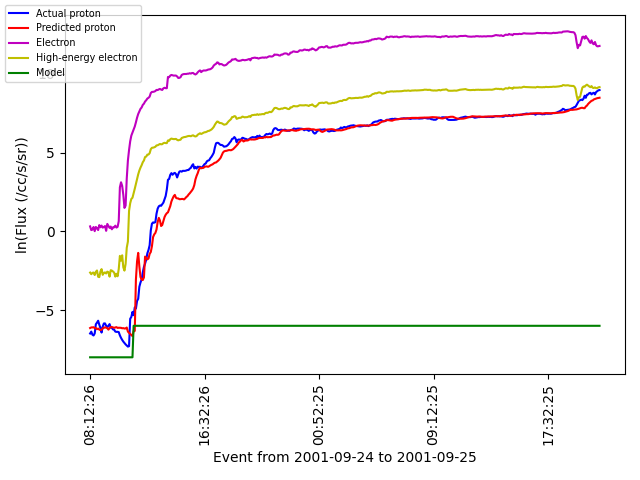 Actual proton
Predicted proton
Electron
High-energy electron
Model
5
0
−5
ln(Flux (/cc/s/sr))
08:12:26
16:32:26
00:52:25
09:12:25
17:32:25
Event from 2001-09-24 to 2001-09-25